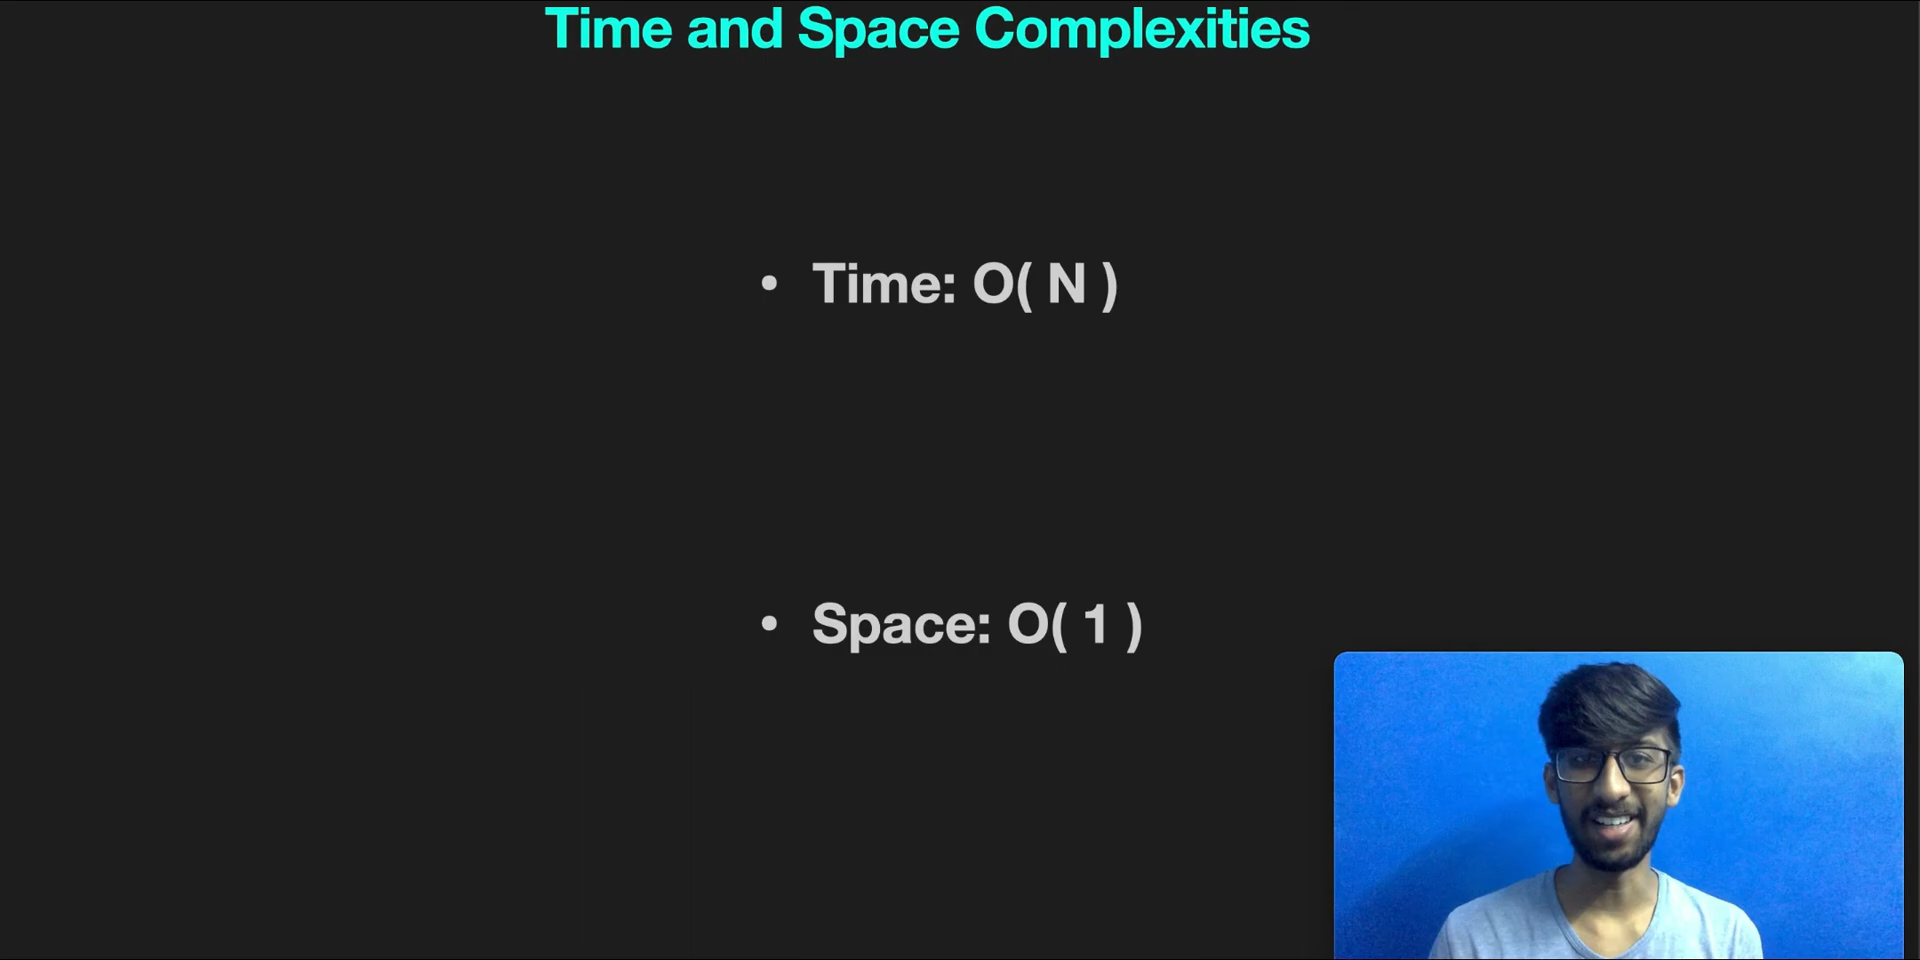 Time and Space Complexities
• Time: O( N )
• Space: O( 1 )